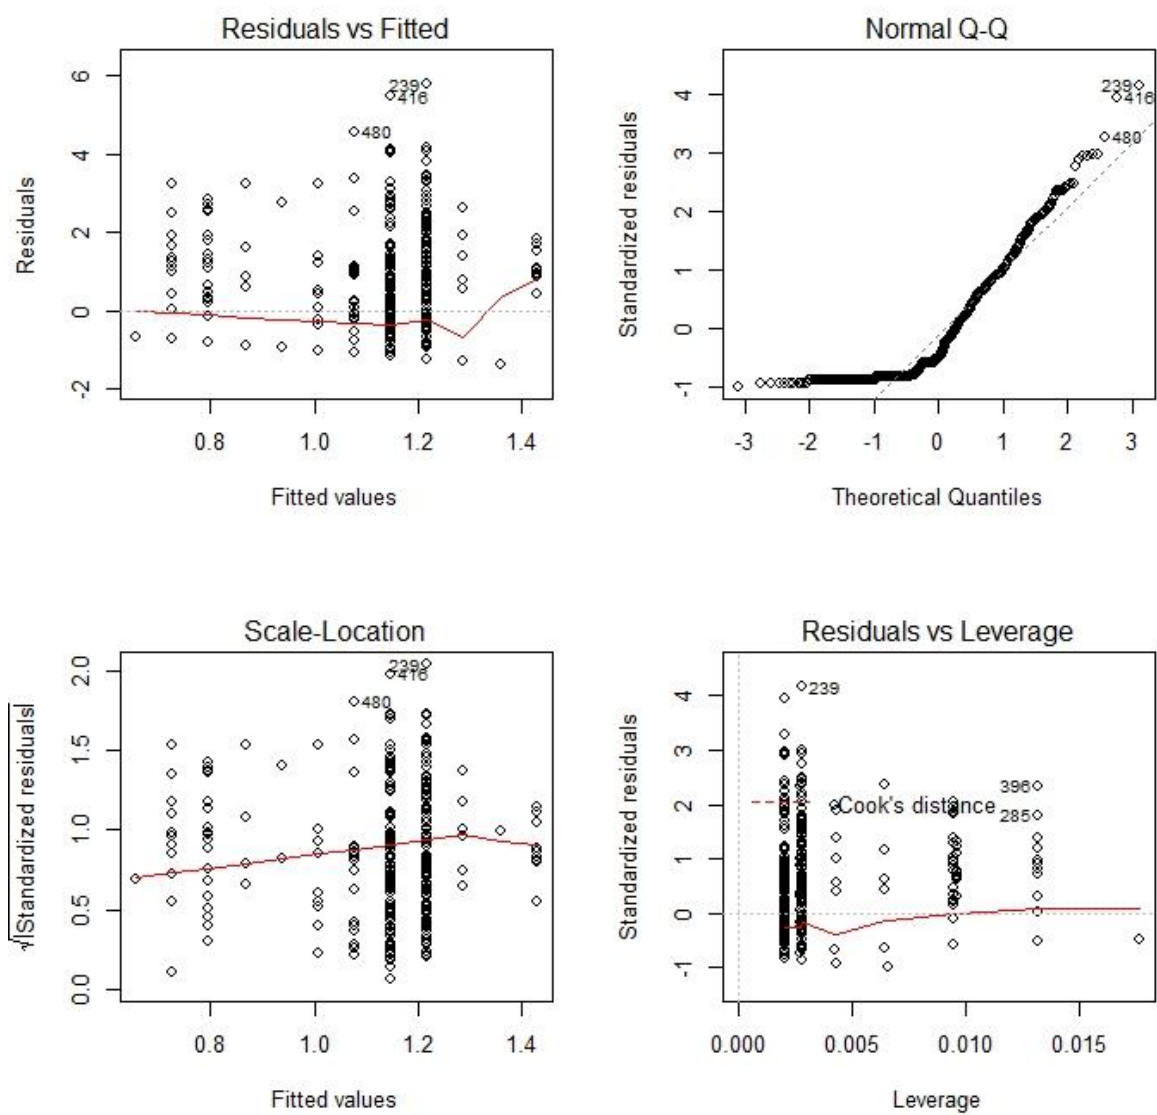 Residuals vs Fitted
Residuals
6
4
2
0
-2
239
416
480
0.8 1.0 1.2 1.4
Fitted values
Normal Q-Q
Standardized residuals
4
3
2
1
0
-1
239
416
480
-3 -2 -1 0 1 2 3
Theoretical Quantiles
Scale-Location
√|Standardized residuals|
2.0
1.5
1.0
0.5
0.0
239
416
480
0.8 1.0 1.2 1.4
Fitted values
Residuals vs Leverage
Standardized residuals
4
3
2
1
0
-1
239
396
Cook's distance
285
0.000 0.005 0.010 0.015
Leverage